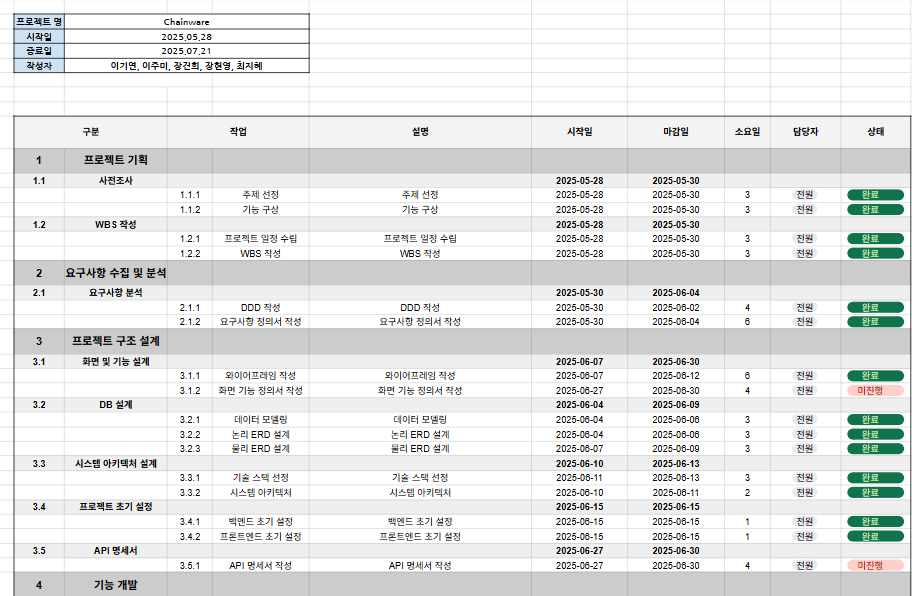 프로젝트 명 Chainware
시작일 2025.05.28
종료일 2025.07.21
작성자 이기연, 이주미, 장건희, 장현영, 최지혜
구분 작업 설명 시작일 마감일 소요일 담당자 상태
1 프로젝트 기획
1.1 사전조사 2025-05-28 2025-05-30
1.1.1 주제 선정 주제 선정 2025-05-28 2025-05-30 3 전원 완료
1.1.2 기능 구상 기능 구상 2025-05-28 2025-05-30 3 전원 완료
1.2 WBS 작성 2025-05-28 2025-05-30
1.2.1 프로젝트 일정 수립 프로젝트 일정 수립 2025-05-28 2025-05-30 3 전원 완료
1.2.2 WBS 작성 WBS 작성 2025-05-28 2025-05-30 3 전원 완료
2 요구사항 수집 및 분석
2.1 요구사항 분석 2025-05-30 2025-06-04
2.1.1 DDD 작성 DDD 작성 2025-05-30 2025-06-02 4 전원 완료
2.1.2 요구사항 정의서 작성 요구사항 정의서 작성 2025-05-30 2025-06-04 6 전원 완료
3 프로젝트 구조 설계
3.1 화면 및 기능 설계 2025-06-07 2025-06-30
3.1.1 와이어프레임 작성 와이어프레임 작성 2025-06-07 2025-06-12 6 전원 완료
3.1.2 화면 기능 정의서 작성 화면 기능 정의서 작성 2025-06-27 2025-06-30 4 전원 미진행
3.2 DB 설계 2025-06-04 2025-06-09
3.2.1 데이터 모델링 데이터 모델링 2025-06-04 2025-06-06 3 전원 완료
3.2.2 논리 ERD 설계 논리 ERD 설계 2025-06-04 2025-06-06 3 전원 완료
3.2.3 물리 ERD 설계 물리 ERD 설계 2025-06-07 2025-06-09 3 전원 완료
3.3 시스템 아키텍처 설계 2025-06-10 2025-06-13
3.3.1 기술 스택 선정 기술 스택 선정 2025-06-11 2025-06-13 3 전원 완료
3.3.2 시스템 아키텍처 시스템 아키텍처 2025-06-10 2025-06-11 2 전원 완료
3.4 프로젝트 초기 설정 2025-06-15 2025-06-15
3.4.1 백엔드 초기 설정 백엔드 초기 설정 2025-06-15 2025-06-15 1 전원 완료
3.4.2 프론트엔드 초기 설정 프론트엔드 초기 설정 2025-06-15 2025-06-15 1 전원 완료
3.5 API 명세서 2025-06-27 2025-06-30
3.5.1 API 명세서 작성 API 명세서 작성 2025-06-27 2025-06-30 4 전원 미진행
4 기능 개발